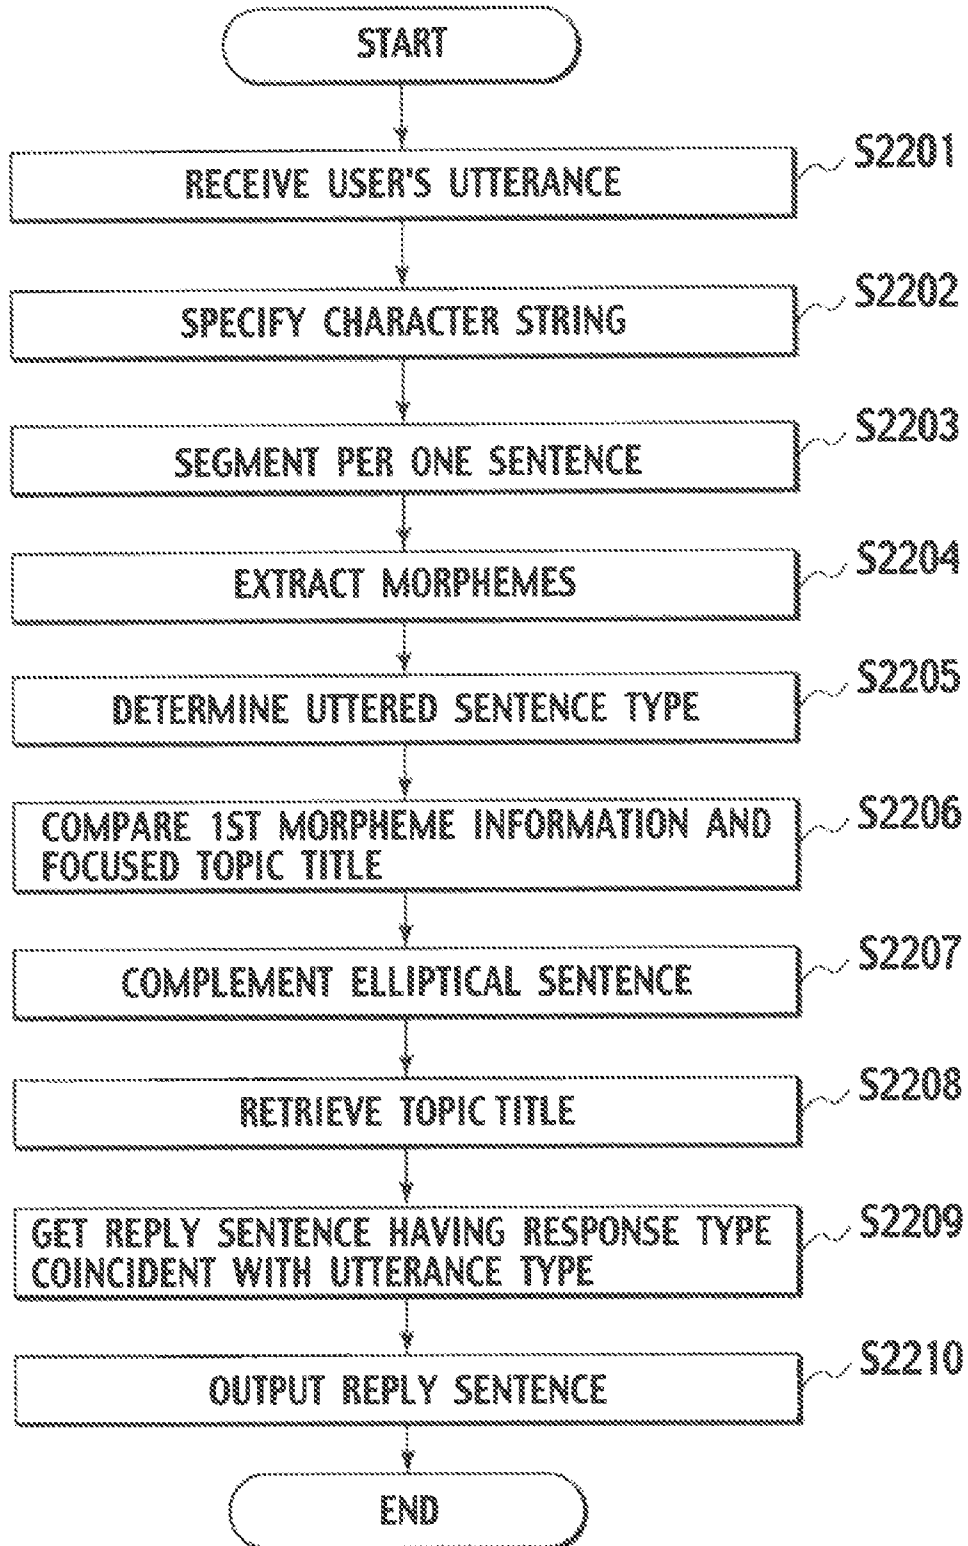 START
RECEIVE USER'S UTTERANCE
S2201
SPECIFY CHARACTER STRING
S2202
SEGMENT PER ONE SENTENCE
S2203
EXTRACT MORPHEMES
S2204
DETERMINE UTTERED SENTENCE TYPE
S2205
COMPARE 1ST MORPHEME INFORMATION AND
FOCUSED TOPIC TITLE
S2206
COMPLEMENT ELLIPTICAL SENTENCE
S2207
RETRIEVE TOPIC TITLE
S2208
GET REPLY SENTENCE HAVING RESPONSE TYPE
COINCIDENT WITH UTTERANCE TYPE
S2209
OUTPUT REPLY SENTENCE
S2210
END